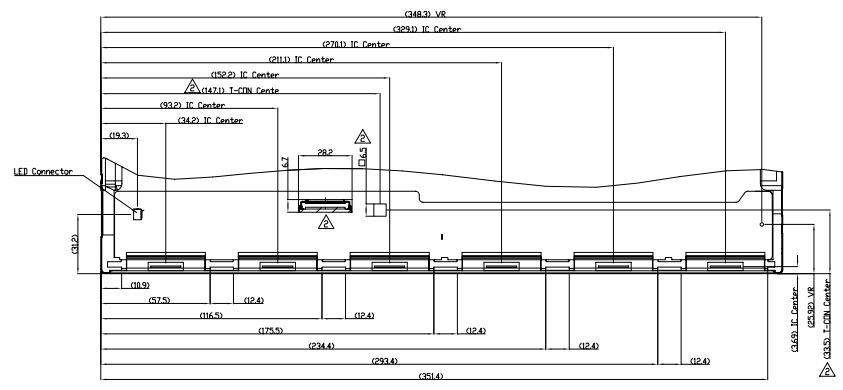 (348.3) VR
(329.1) IC Center
(270.1) IC Center
(211.1) IC Center
(152.2) IC Center
2 (147.1) T-CON Cente
(93.2) IC Center
(34.2) IC Center
(19.3)
28.2
6.7
2
□6.5
LED Connector
2
(31.2)
(10.9)
(57.5) (12.4)
(116.5) (12.4)
(175.5) (12.4)
(234.4) (12.4)
(293.4) (12.4)
(351.4)
(3.69) IC Center
(25.92) VR
2 (33.5) T-CON Center